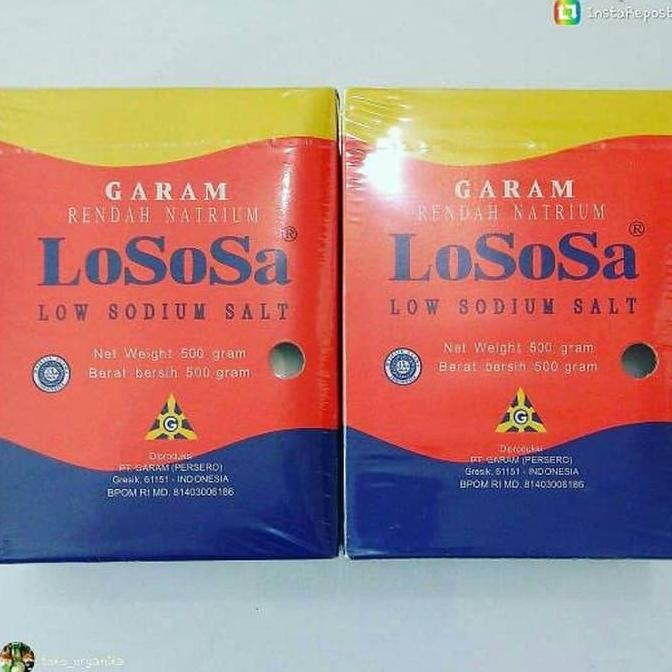 InstaRepost
GARAM
RENDAH NATRIUM
LoSoSa®
LOW SODIUM SALT
Net Weight 500 gram
Berat bersih 500 gram
G
Diproduksi
PT. GARAM (PERSERO)
Gresik, 61151 - INDONESIA
BPOM RI MD. 81403006186
GARAM
RENDAH NATRIUM
LoSoSa®
LOW SODIUM SALT
Net Weight 500 gram
Berat bersih 500 gram
G
Diproduksi
PT. GARAM (PERSERO)
Gresik, 61151 - INDONESIA
BPOM RI MD. 81403006186
toko_organika